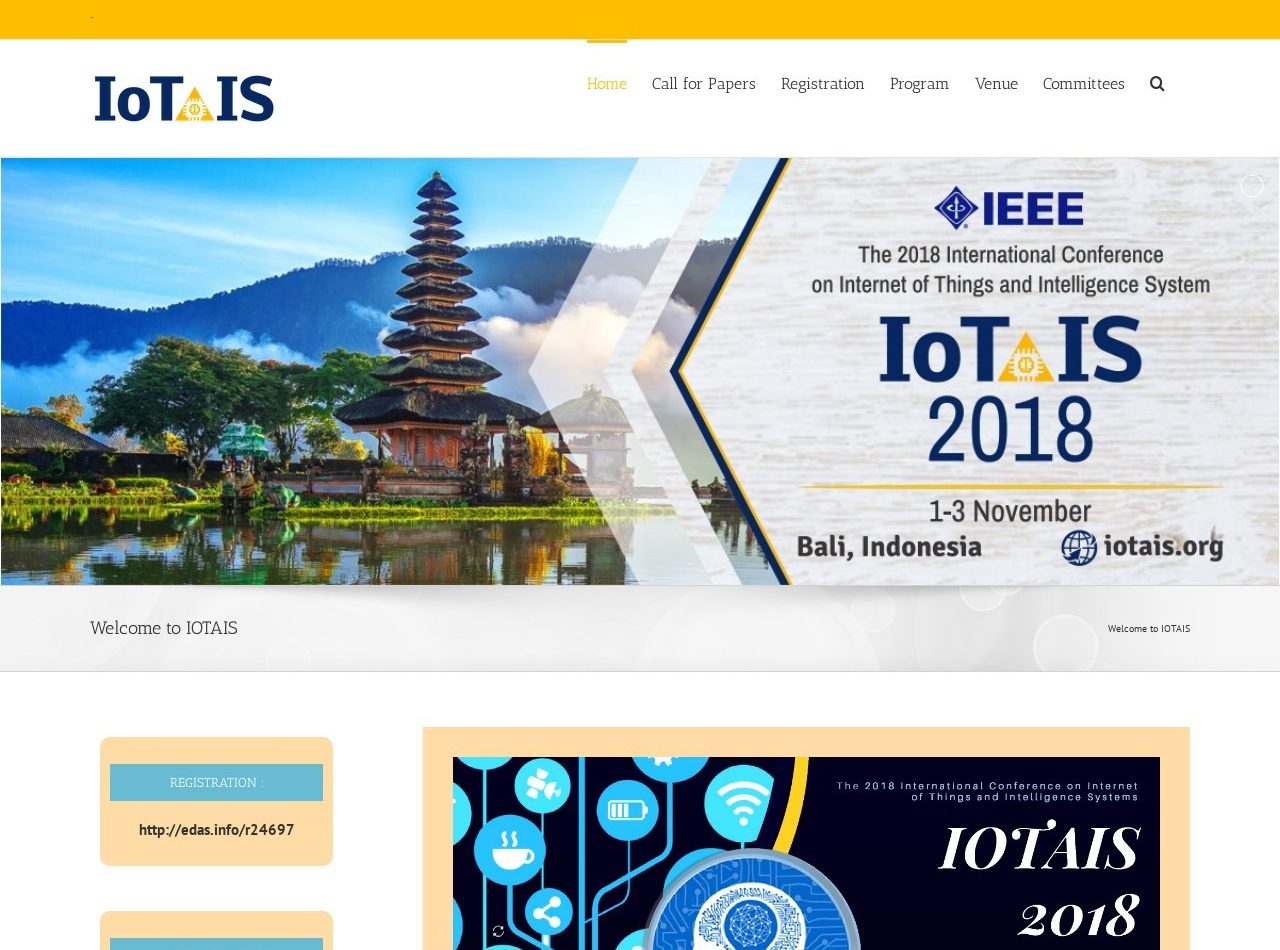 -
IoTAIS
Home Call for Papers Registration Program Venue Committees
IEEE
The 2018 International Conference
on Internet of Things and Intelligence System
IoTAIS
2018
1-3 November
Bali, Indonesia iotais.org
Welcome to IOTAIS
Welcome to IOTAIS
REGISTRATION :
http://edas.info/r24697
The 2018 International Conference on Internet
of Things and Intelligence Systems
IOTAIS
2018